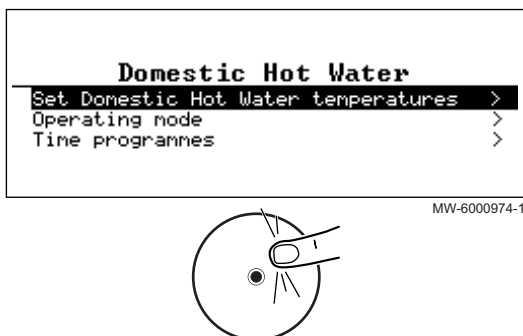 Domestic Hot Water
Set Domestic Hot Water temperatures >
Operating mode >
Time programmes >
MW-6000974-1